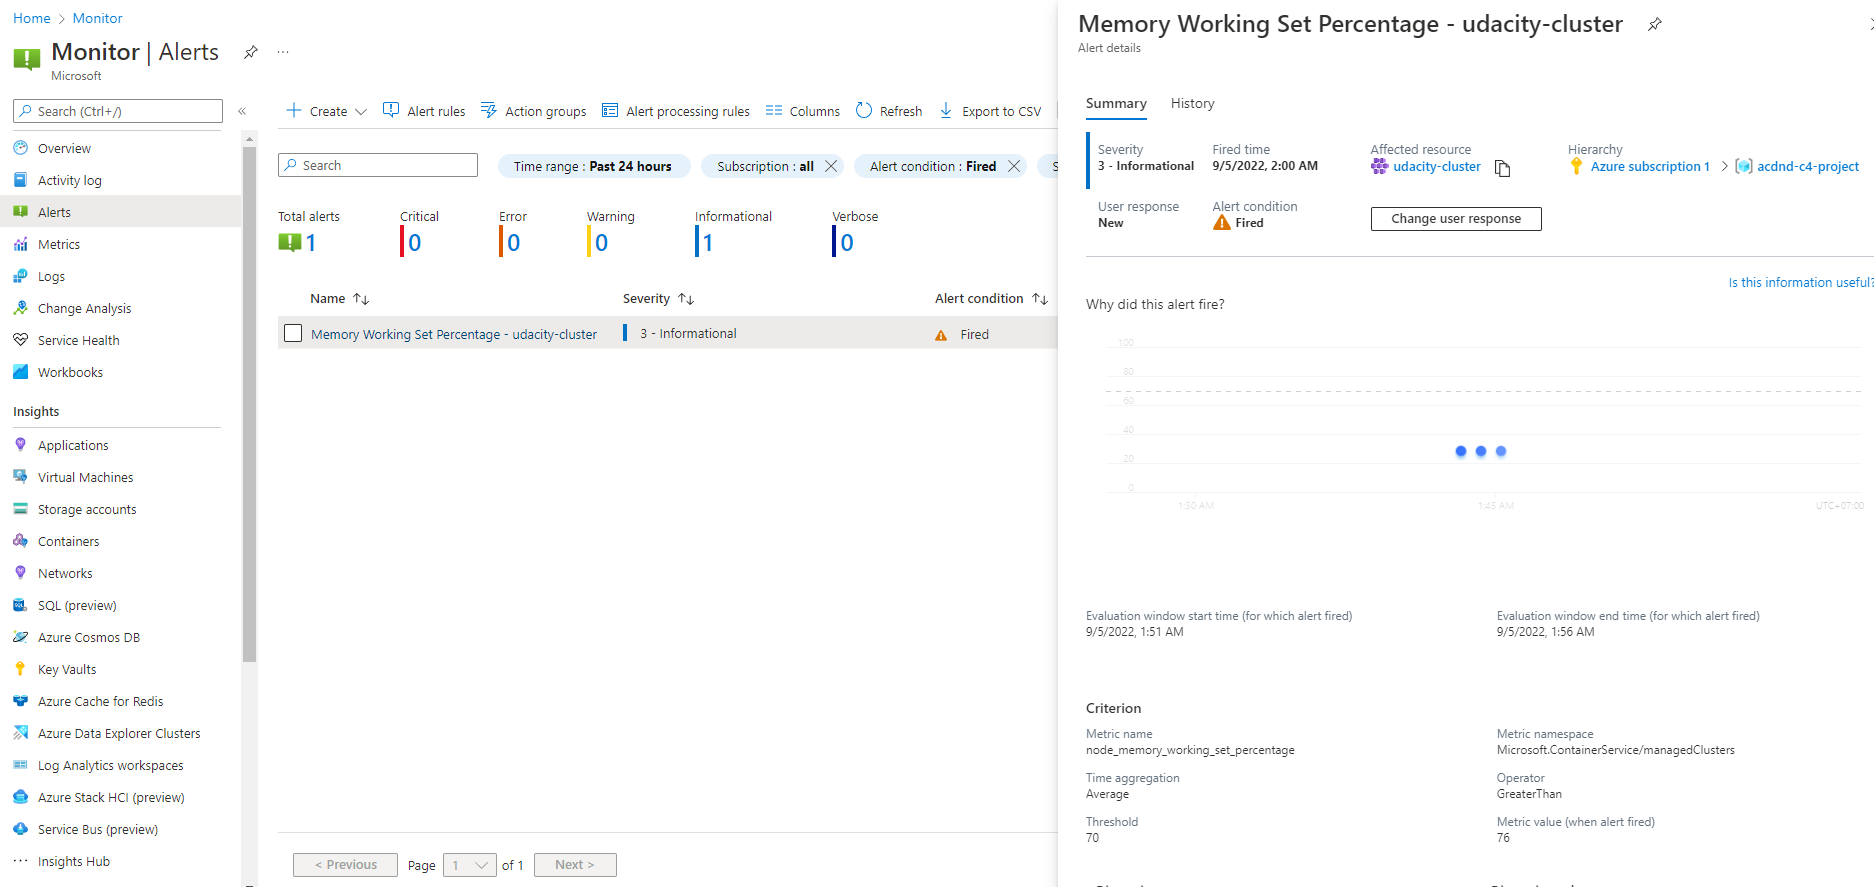 Home > Monitor
Monitor | Alerts ···
Microsoft
Search (Ctrl+/) «
Overview
Activity log
Alerts
Metrics
Logs
Change Analysis
Service Health
Workbooks
Insights
Applications
Virtual Machines
Storage accounts
Containers
Networks
SQL (preview)
Azure Cosmos DB
Key Vaults
Azure Cache for Redis
Azure Data Explorer Clusters
Log Analytics workspaces
Azure Stack HCI (preview)
Service Bus (preview)
Insights Hub
Create Alert rules Action groups Alert processing rules Columns Refresh Export to CSV
Search Time range : Past 24 hours Subscription : all Alert condition : Fired S
Total alerts Critical Error Warning Informational Verbose
1 0 0 0 1 0
Name Severity Alert condition
Memory Working Set Percentage - udacity-cluster 3 - Informational Fired
< Previous Page 1 of 1 Next >
Memory Working Set Percentage - udacity-cluster
Alert details
Summary History
Severity Fired time Affected resource Hierarchy
3 - Informational 9/5/2022, 2:00 AM udacity-cluster Azure subscription 1 > acdnd-c4-project
User response Alert condition
New Fired Change user response
Is this information useful?
Why did this alert fire?
100
80
60
40
20
0
1:30 AM 1:45 AM UTC+07:00
Evaluation window start time (for which alert fired) Evaluation window end time (for which alert fired)
9/5/2022, 1:51 AM 9/5/2022, 1:56 AM
Criterion
Metric name Metric namespace
node_memory_working_set_percentage Microsoft.ContainerService/managedClusters
Time aggregation Operator
Average GreaterThan
Threshold Metric value (when alert fired)
70 76